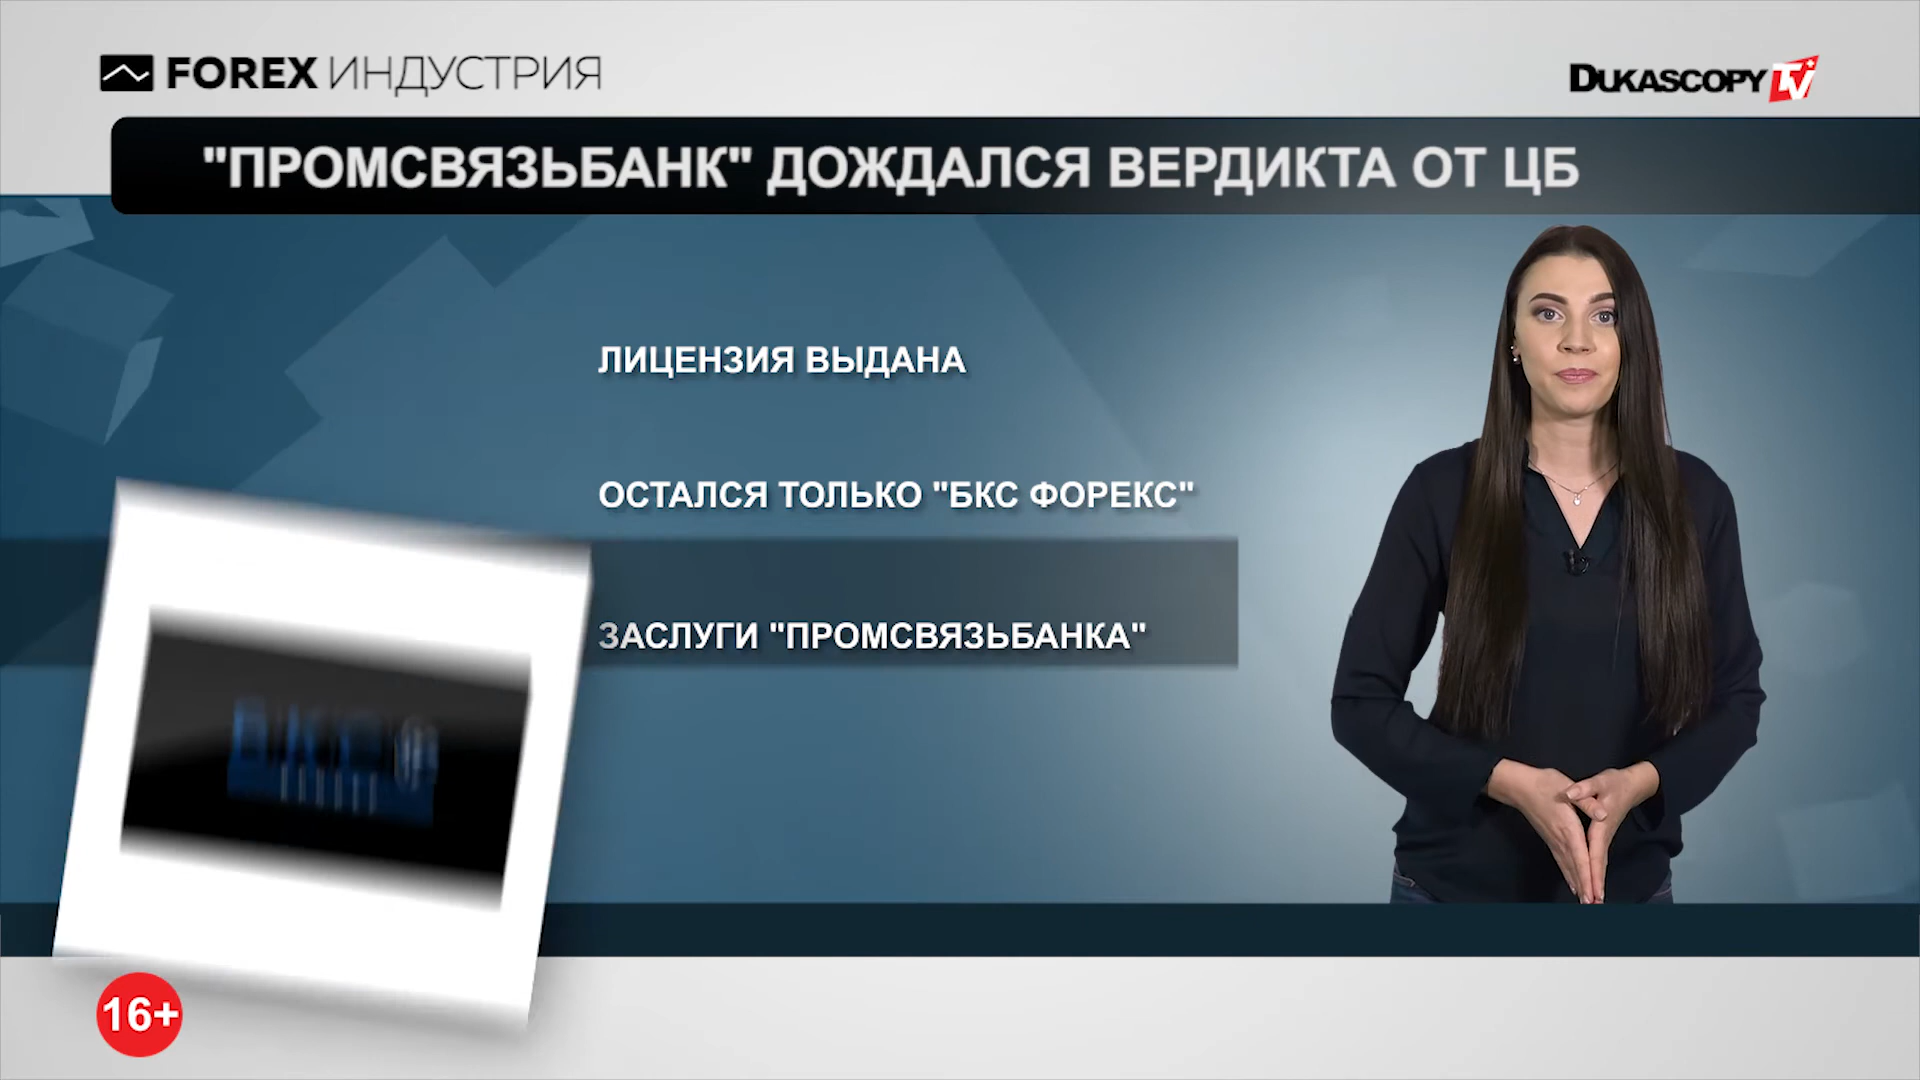 FOREX ИНДУСТРИЯ
DUKASCOPY TV
"ПРОМСВЯЗЬБАНК" ДОЖДАЛСЯ ВЕРДИКТА ОТ ЦБ
ЛИЦЕНЗИЯ ВЫДАНА
ОСТАЛСЯ ТОЛЬКО "БКС ФОРЕКС"
ЗАСЛУГИ "ПРОМСВЯЗЬБАНКА"
16+